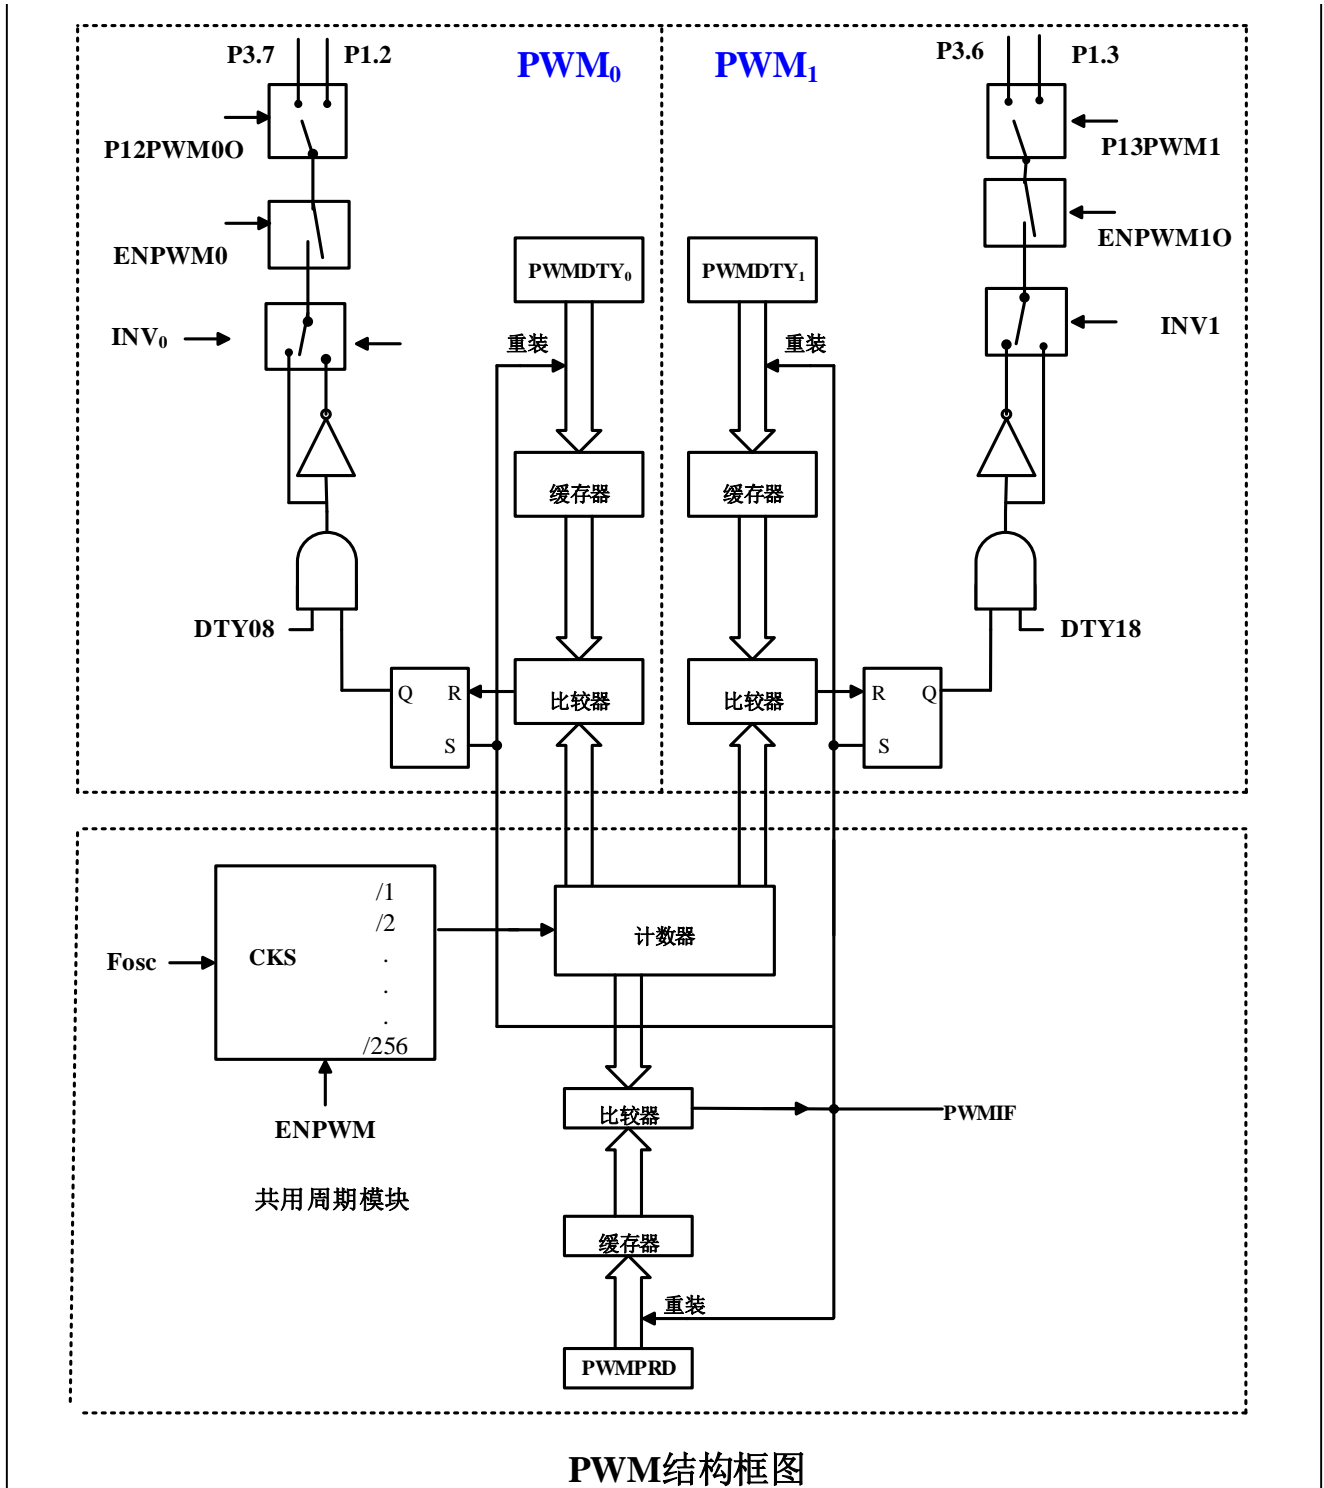 P3.7 P1.2
PWM₀
PWM₁
P3.6 P1.3
P12PWM0O
P13PWM1
ENPWM0
ENPWM1O
PWMDTY₀
PWMDTY₁
INV₀
INV1
重装
重装
缓存器
缓存器
DTY08
DTY18
Q R
S
比较器
比较器
R Q
S
Fosc
CKS
/1
/2
.
.
.
/256
计数器
ENPWM
比较器
PWMIF
共用周期模块
缓存器
重装
PWMPRD
PWM结构框图